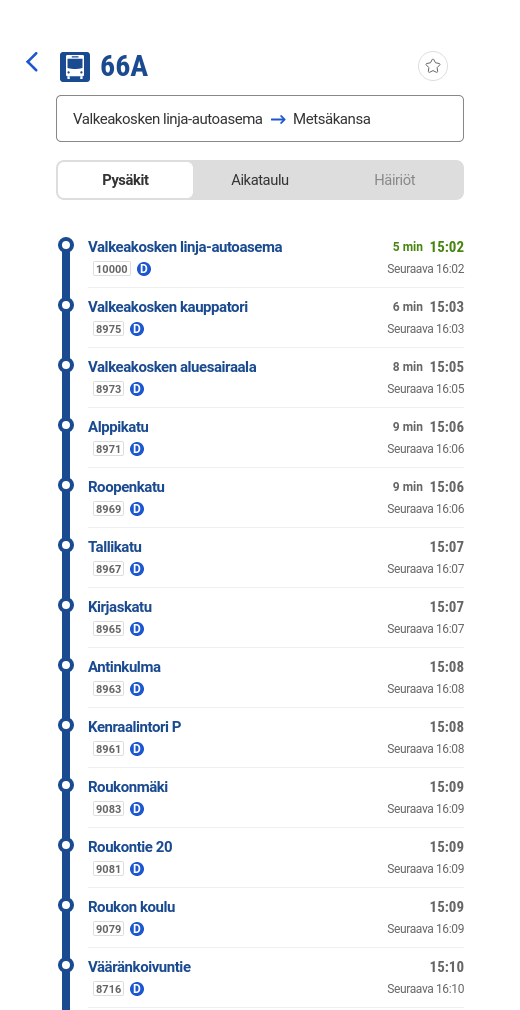 66A
Valkeakosken linja-autoasema → Metsäkansa
Pysäkit Aikataulu Häiriöt
Valkeakosken linja-autoasema 5 min 15:02
10000 D Seuraava 16:02
Valkeakosken kauppatori 6 min 15:03
8975 D Seuraava 16:03
Valkeakosken aluesairaala 8 min 15:05
8973 D Seuraava 16:05
Alppikatu 9 min 15:06
8971 D Seuraava 16:06
Roopenkatu 9 min 15:06
8969 D Seuraava 16:06
Tallikatu 15:07
8967 D Seuraava 16:07
Kirjaskatu 15:07
8965 D Seuraava 16:07
Antinkulma 15:08
8963 D Seuraava 16:08
Kenraalintori P 15:08
8961 D Seuraava 16:08
Roukonmäki 15:09
9083 D Seuraava 16:09
Roukontie 20 15:09
9081 D Seuraava 16:09
Roukon koulu 15:09
9079 D Seuraava 16:09
Vääränkoivuntie 15:10
8716 D Seuraava 16:10